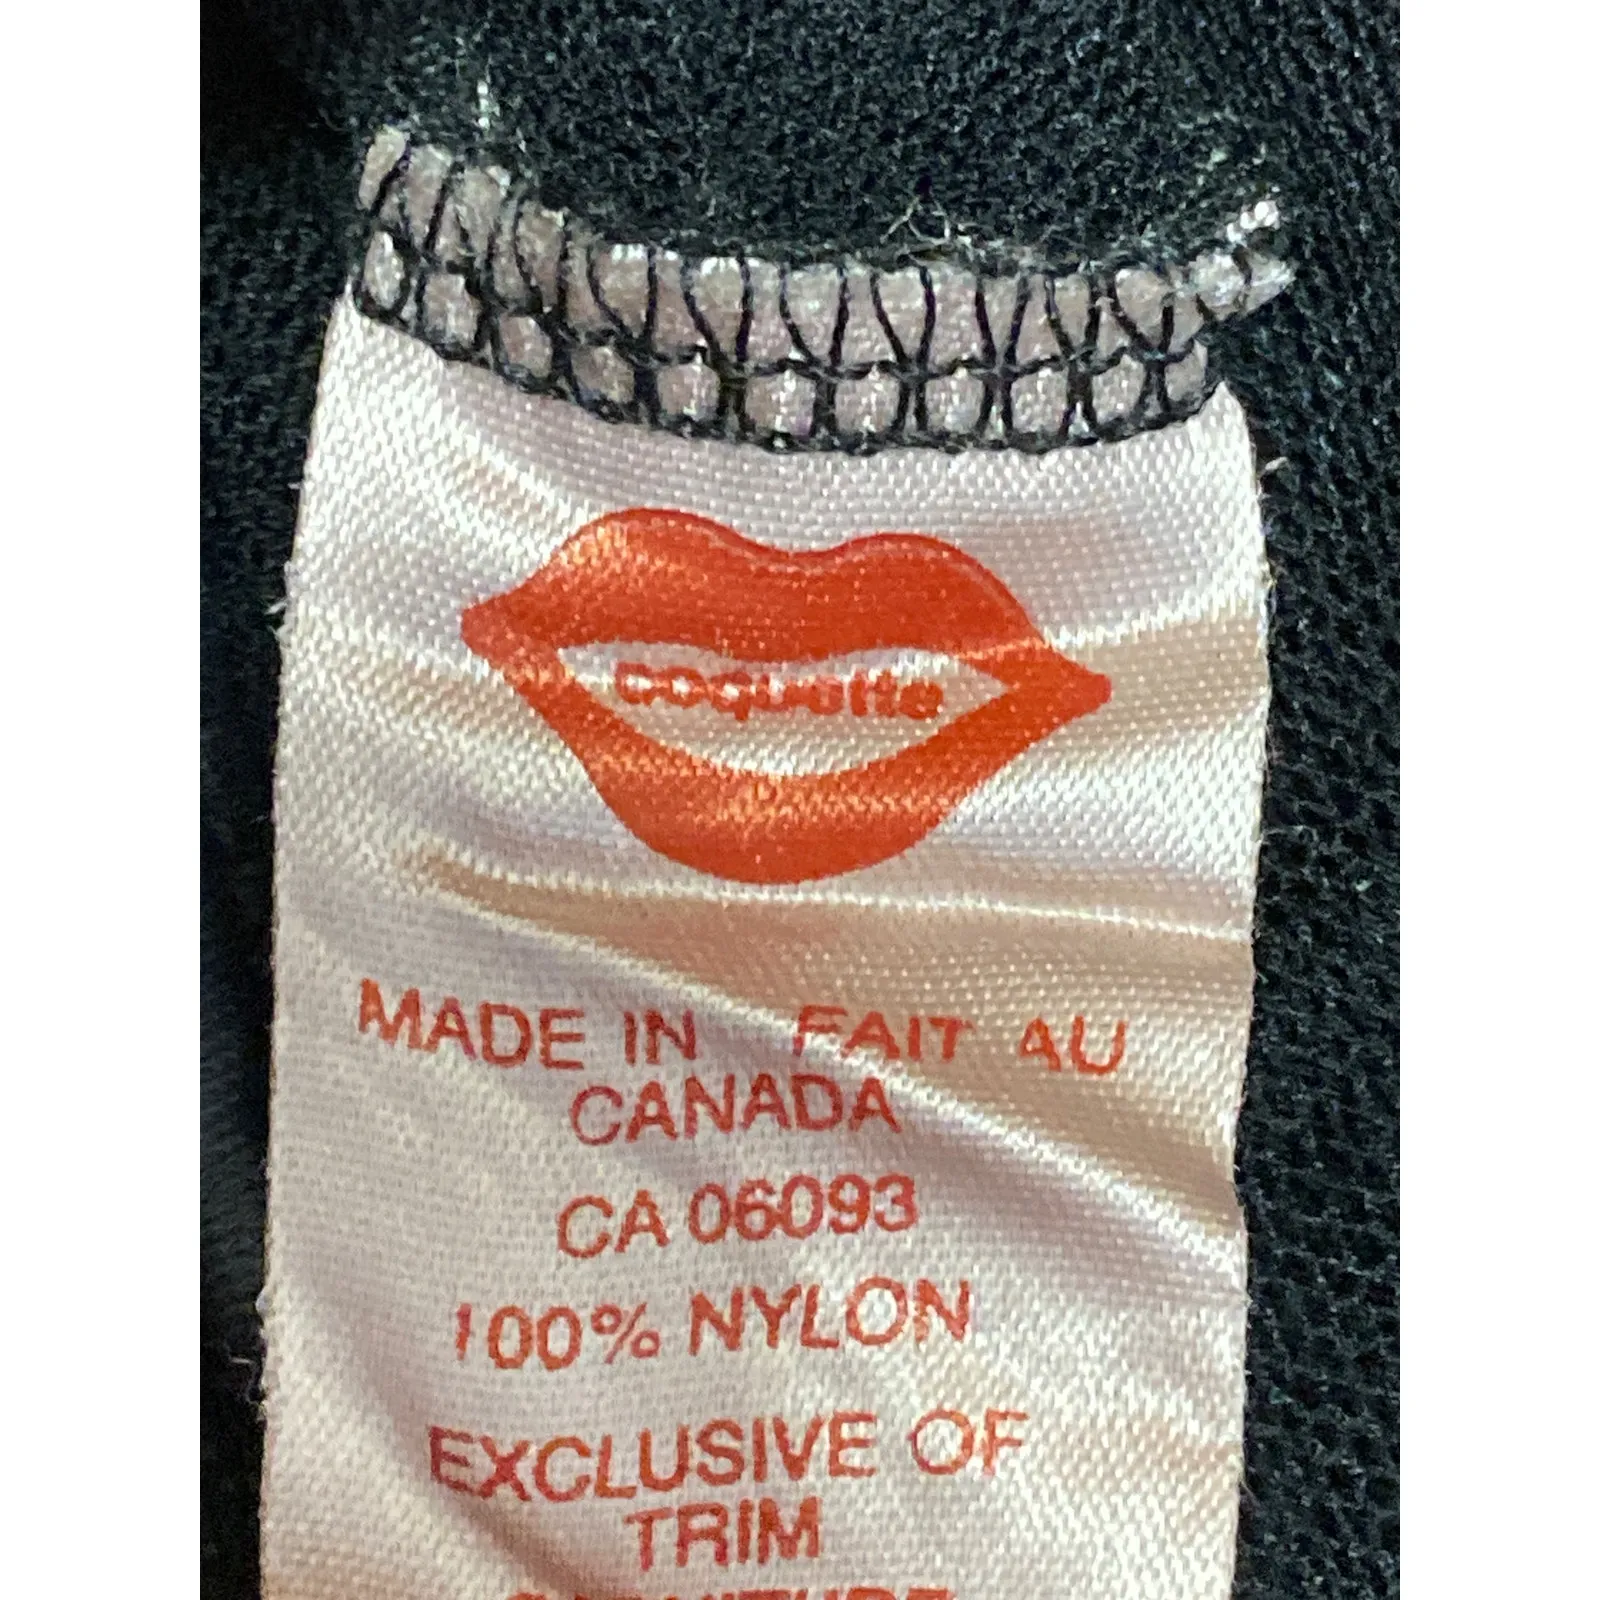 coquette
MADE IN FAIT AU
CANADA
CA 06093
100% NYLON
EXCLUSIVE OF
TRIM